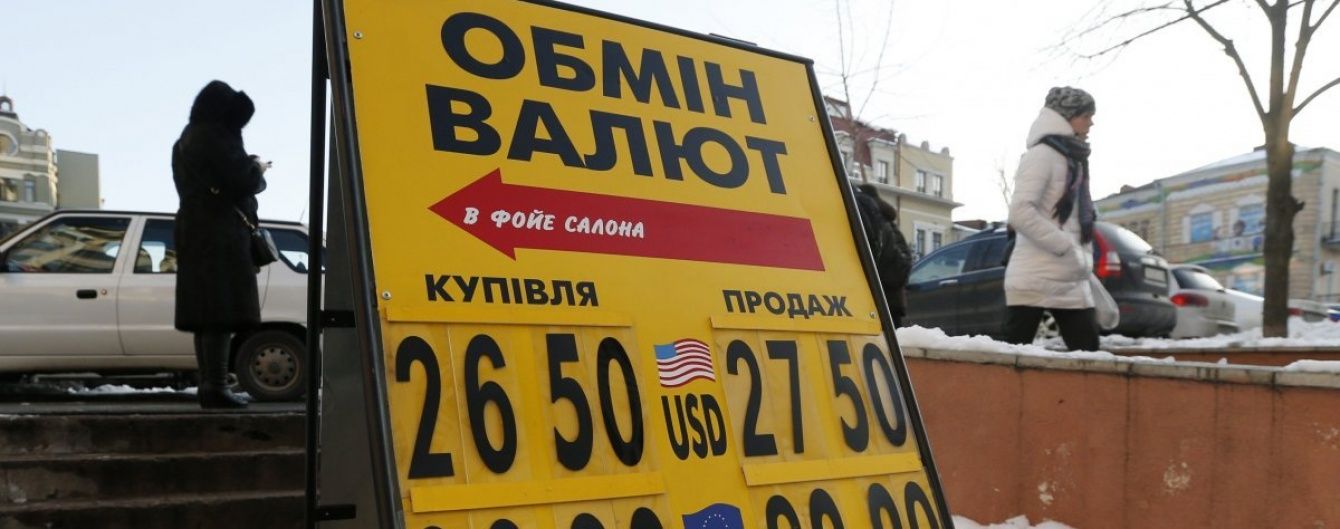 ОБМІН
ВАЛЮТ
В ФОЙЕ САЛОНА
КУПІВЛЯ ПРОДАЖ
26 50 USD 27 50